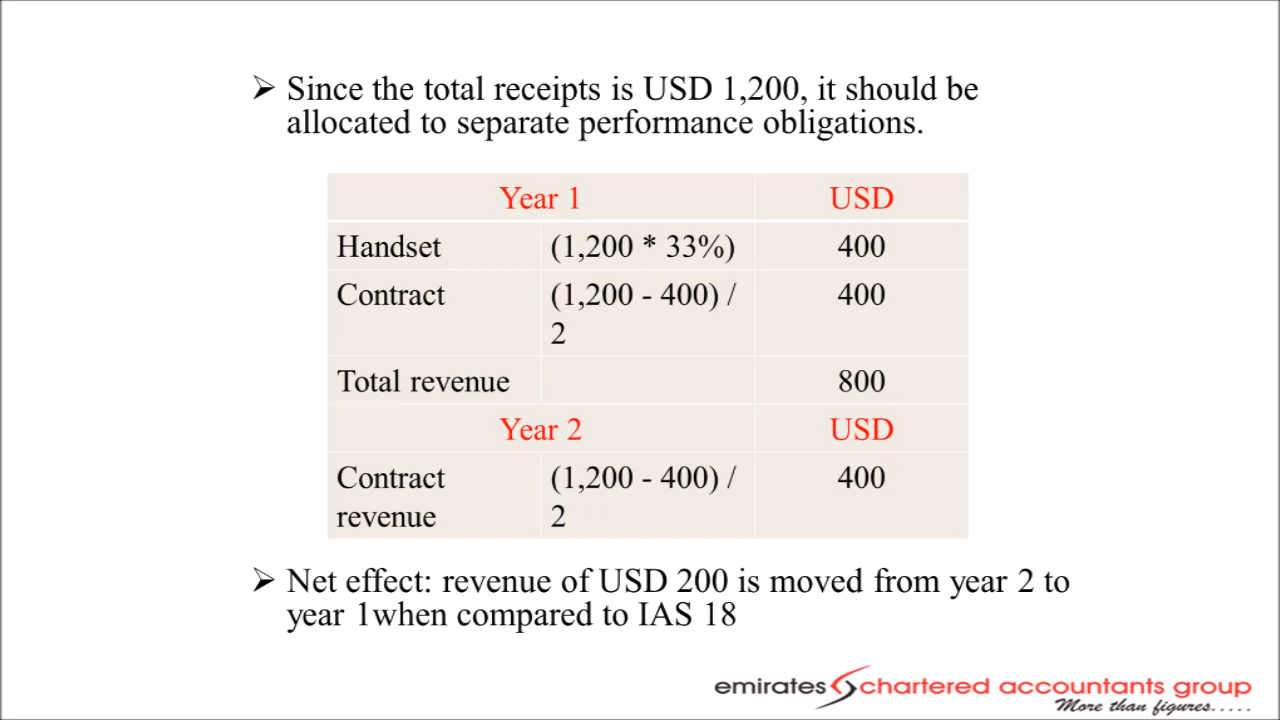 ➢ Since the total receipts is USD 1,200, it should be
allocated to separate performance obligations.
Year 1 USD
Handset (1,200 * 33%) 400
Contract (1,200 - 400) / 400
2
Total revenue 800
Year 2 USD
Contract (1,200 - 400) / 400
revenue 2
➢ Net effect: revenue of USD 200 is moved from year 2 to
year 1when compared to IAS 18
emirates chartered accountants group
More than figures.....